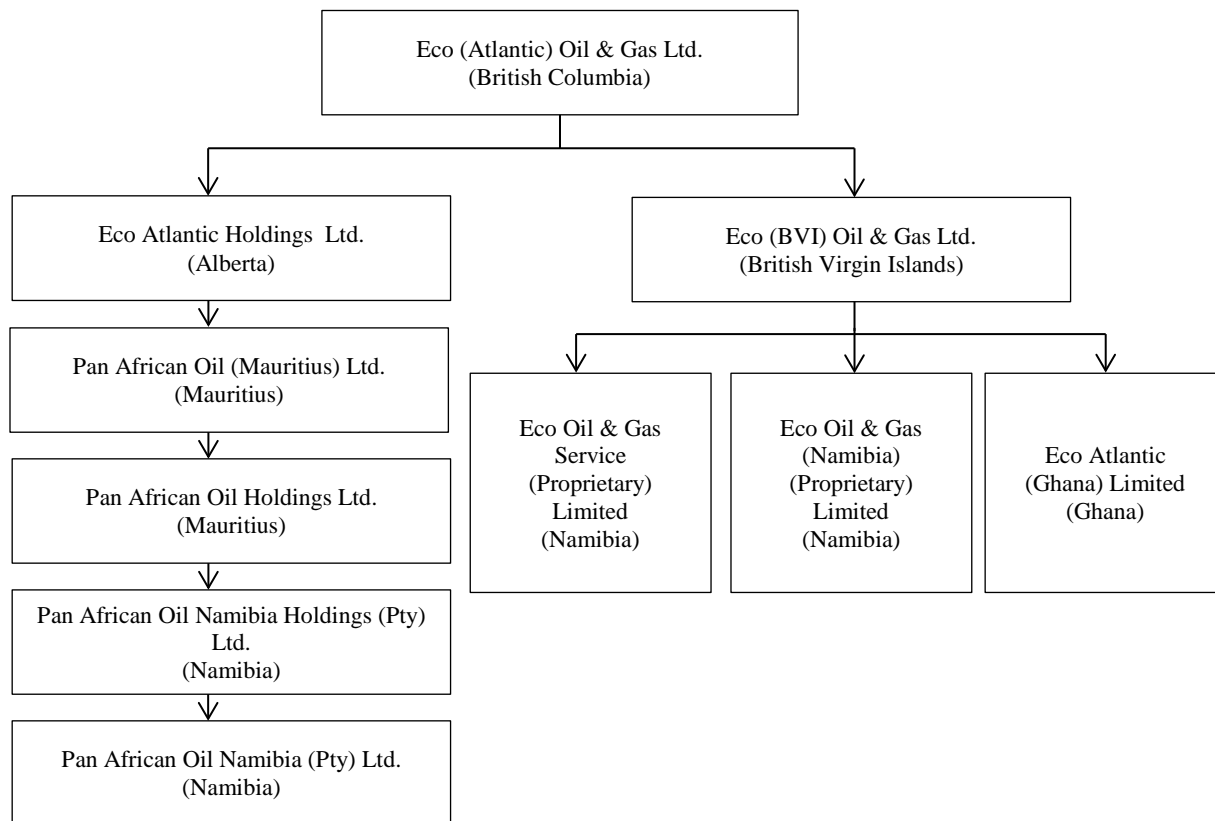 Eco (Atlantic) Oil & Gas Ltd.
(British Columbia)
Eco Atlantic Holdings Ltd.
(Alberta)
Eco (BVI) Oil & Gas Ltd.
(British Virgin Islands)
Pan African Oil (Mauritius) Ltd.
(Mauritius)
Pan African Oil Holdings Ltd.
(Mauritius)
Pan African Oil Namibia Holdings (Pty)
Ltd.
(Namibia)
Pan African Oil Namibia (Pty) Ltd.
(Namibia)
Eco Oil & Gas
Service
(Proprietary)
Limited
(Namibia)
Eco Oil & Gas
(Namibia)
(Proprietary)
Limited
(Namibia)
Eco Atlantic
(Ghana) Limited
(Ghana)